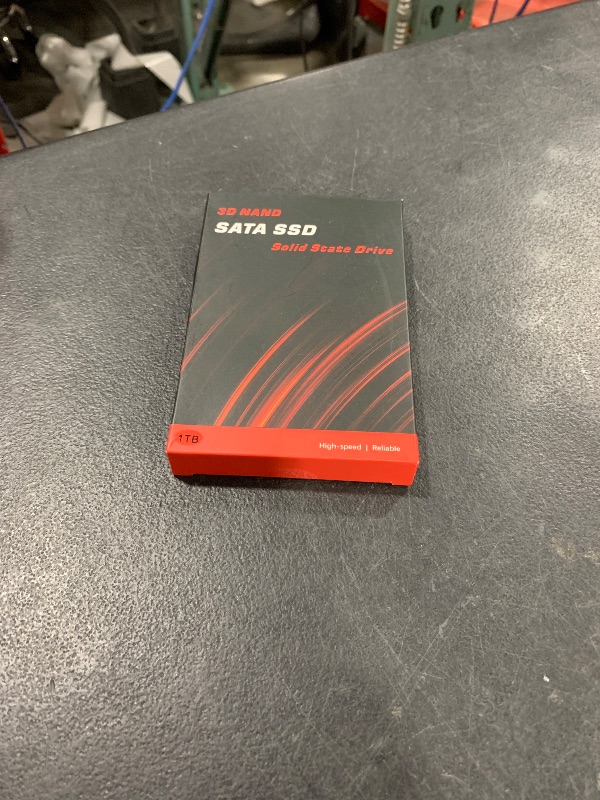 3D NAND
SATA SSD
Solid State Drive
1TB
High-speed | Reliable